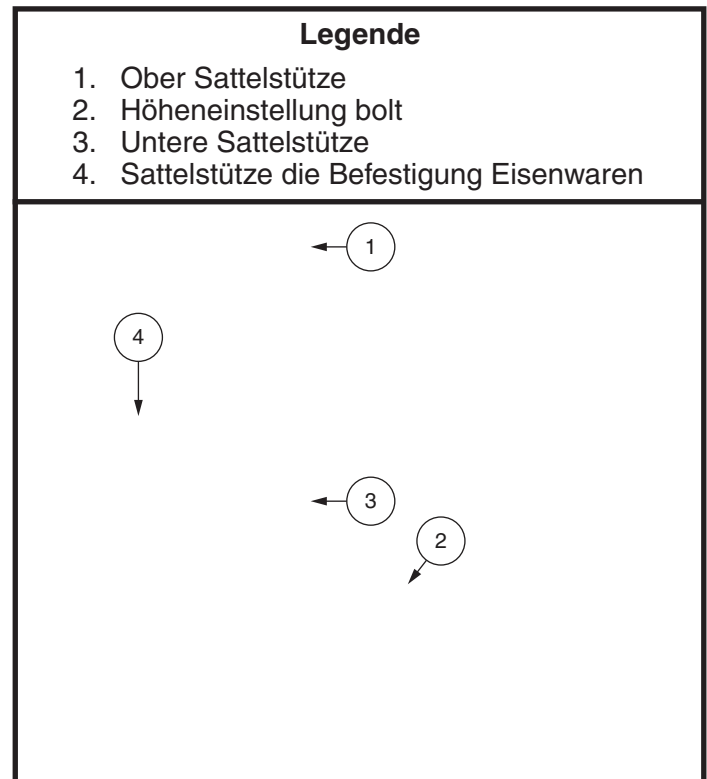 Legende
1. Ober Sattelstütze
2. Höheneinstellung bolt
3. Untere Sattelstütze
4. Sattelstütze die Befestigung Eisenwaren
1
4
3
2